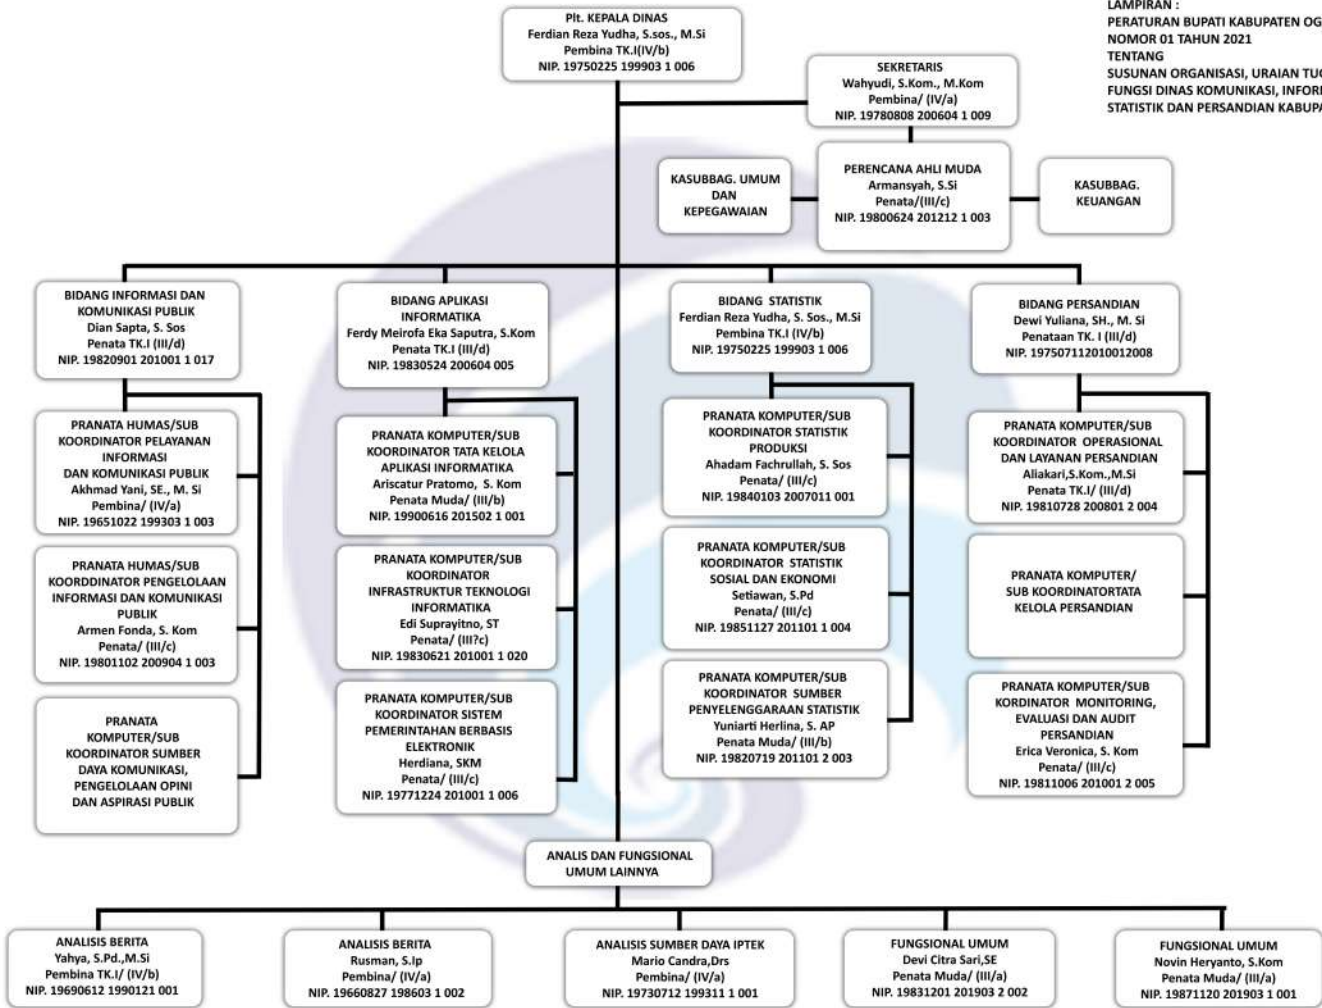 LAMPIRAN :
PERATURAN BUPATI KABUPATEN OG
NOMOR 01 TAHUN 2021
TENTANG
SUSUNAN ORGANISASI, URAIAN
FUNGSI DINAS KOMUNIKASI,
STATISTIK DAN PERSANDIAN
Plt. KEPALA DINAS
Ferdian Reza Yudha, S.sos., M.Si
Pembina TK.I(IV/b)
NIP. 19750225 199903 1 006
SEKRETARIS
Wahyudi, S.Kom., M.Kom
Pembina/ (IV/a)
NIP. 19780808 200604 1 009
KASUBBAG. UMUM
DAN
KEPEGAWAIAN
PERENCANA AHLI MUDA
Armansyah, S.Si
Penata/(III/c)
NIP. 19800624 201212 1 003
KASUBBAG.
KEUANGAN
BIDANG INFORMASI DAN
KOMUNIKASI PUBLIK
Dian Sapta, S. Sos
Penata TK.I (III/d)
NIP. 19820901 201001 1 017
BIDANG APLIKASI
INFORMATIKA
Ferdy Meirofa Eka Saputra, S.Kom
Penata TK.I (III/d)
NIP. 19830524 200604 005
BIDANG STATISTIK
Ferdian Reza Yudha, S. Sos., M.Si
Pembina TK.I (IV/b)
NIP. 19750225 199903 1 006
BIDANG PERSANDIAN
Dewi Yuliana, SH., M. Si
Penataan TK. I (III/d)
NIP. 197507112010012008
PRANATA HUMAS/SUB
KOORDINATOR PELAYANAN
INFORMASI
DAN KOMUNIKASI PUBLIK
Akhmad Yani, SE., M. Si
Pembina/ (IV/a)
NIP. 19651022 199303 1 003
PRANATA HUMAS/SUB
KOORDDINATOR PENGELOLAAN
INFORMASI DAN KOMUNIKASI
PUBLIK
Armen Fonda, S. Kom
Penata/ (III/c)
NIP. 19801102 200904 1 003
PRANATA
KOMPUTER/SUB
KOORDINATOR SUMBER
DAYA KOMUNIKASI,
PENGELOLAAN OPINI
DAN ASPIRASI PUBLIK
PRANATA KOMPUTER/SUB
KOORDINATOR TATA KELOLA
APLIKASI INFORMATIKA
Ariscatur Pratomo, S. Kom
Penata Muda/ (III/b)
NIP. 19900616 201502 1 001
PRANATA KOMPUTER/SUB
KOORDINATOR
INFRASTRUKTUR TEKNOLOGI
INFORMATIKA
Edi Suprayitno, ST
Penata/ (III?c)
NIP. 19830621 201001 1 020
PRANATA KOMPUTER/SUB
KOORDINATOR SISTEM
PEMERINTAHAN BERBASIS
ELEKTRONIK
Herdiana, SKM
Penata/ (III/c)
NIP. 19771224 201001 1 006
PRANATA KOMPUTER/SUB
KOORDINATOR STATISTIK
PRODUKSI
Ahadam Fachrullah, S. Sos
Penata/ (III/c)
NIP. 19840103 2007011 001
PRANATA KOMPUTER/SUB
KOORDINATOR STATISTIK
SOSIAL DAN EKONOMI
Setiawan, S.Pd
Penata/ (III/c)
NIP. 19851127 201101 1 004
PRANATA KOMPUTER/SUB
KOORDINATOR SUMBER
PENYELENGGARAAN STATISTIK
Yuniarti Herlina, S. AP
Penata Muda/ (III/b)
NIP. 19820719 201101 2 003
PRANATA KOMPUTER/SUB
KOORDINATOR OPERASIONAL
DAN LAYANAN PERSANDIAN
Aliakari,S.Kom.,M.Si
Penata TK.I/ (III/d)
NIP. 19810728 200801 2 004
PRANATA KOMPUTER/
SUB KOORDINATORTATA
KELOLA PERSANDIAN
PRANATA KOMPUTER/SUB
KORDINATOR MONITORING,
EVALUASI DAN AUDIT
PERSANDIAN
Erica Veronica, S. Kom
Penata/ (III/c)
NIP. 19811006 201001 2 005
ANALIS DAN FUNGSIONAL
UMUM LAINNYA
ANALISIS BERITA
Yahya, S.Pd.,M.Si
Pembina TK.I/ (IV/b)
NIP. 19690612 1990121 001
ANALISIS BERITA
Rusman, S.Ip
Pembina/ (IV/a)
NIP. 19660827 198603 1 002
ANALISIS SUMBER DAYA IPTEK
Mario Candra,Drs
Pembina/ (IV/a)
NIP. 19730712 199311 1 001
FUNGSIONAL UMUM
Devi Citra Sari,SE
Penata Muda/ (III/a)
NIP. 19831201 201903 2 002
FUNGSIONAL UMUM
Novin Heryanto, S.Kom
Penata Muda/ (III/a)
NIP. 19871120 201903 1 001